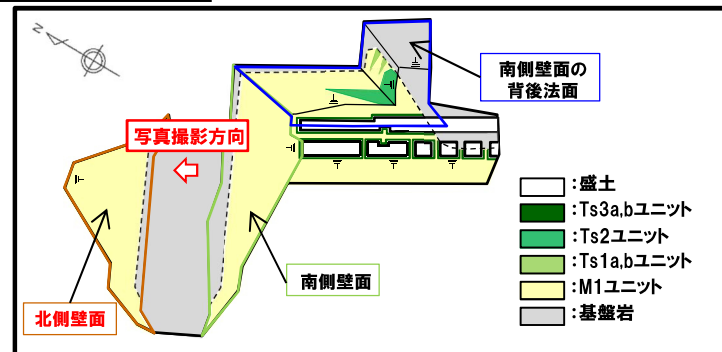 N
南側壁面の
背後法面
写真撮影方向
南側壁面
北側壁面
:盛土
:Ts3a,bユニット
:Ts2ユニット
:Ts1a,bユニット
:M1ユニット
:基盤岩